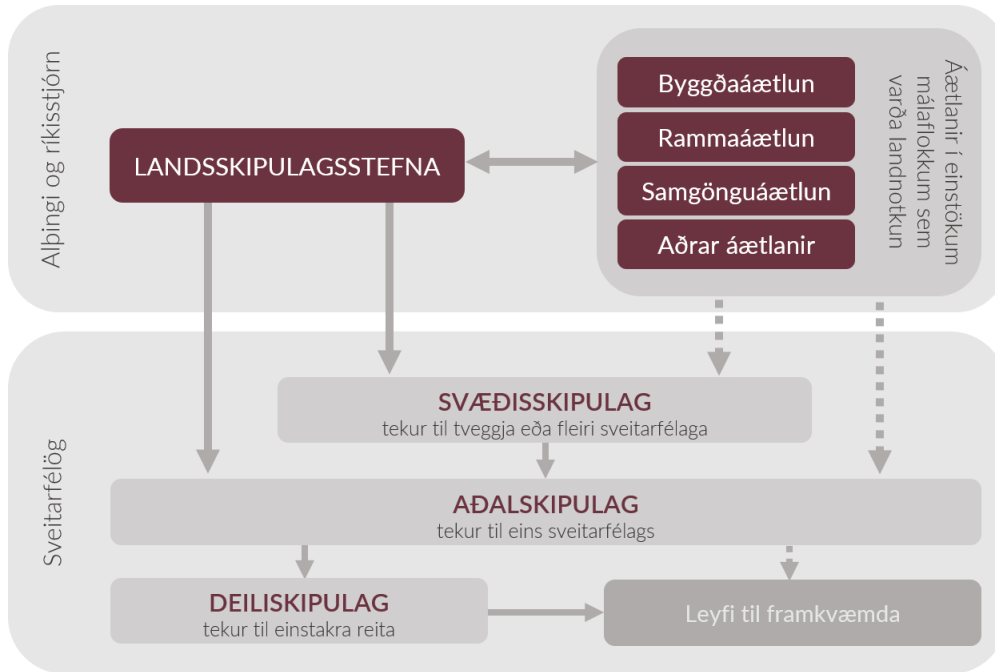 Alþingi og ríkisstjórn
LANDSSKIPULAGSSTEFNA
Byggðaáætlun
Rammaáætlun
Samgönguáætlun
Aðrar áætlanir
Áætlanir í einstökum
málaflokkum sem
varða landnotkun
Sveitarfélög
SVÆÐISSKIPULAG
tekur til tveggja eða fleiri sveitarfélaga
AÐALSKIPULAG
tekur til eins sveitarfélags
DEILISKIPULAG
tekur til einstakra reita
Leyfi til framkvæmda